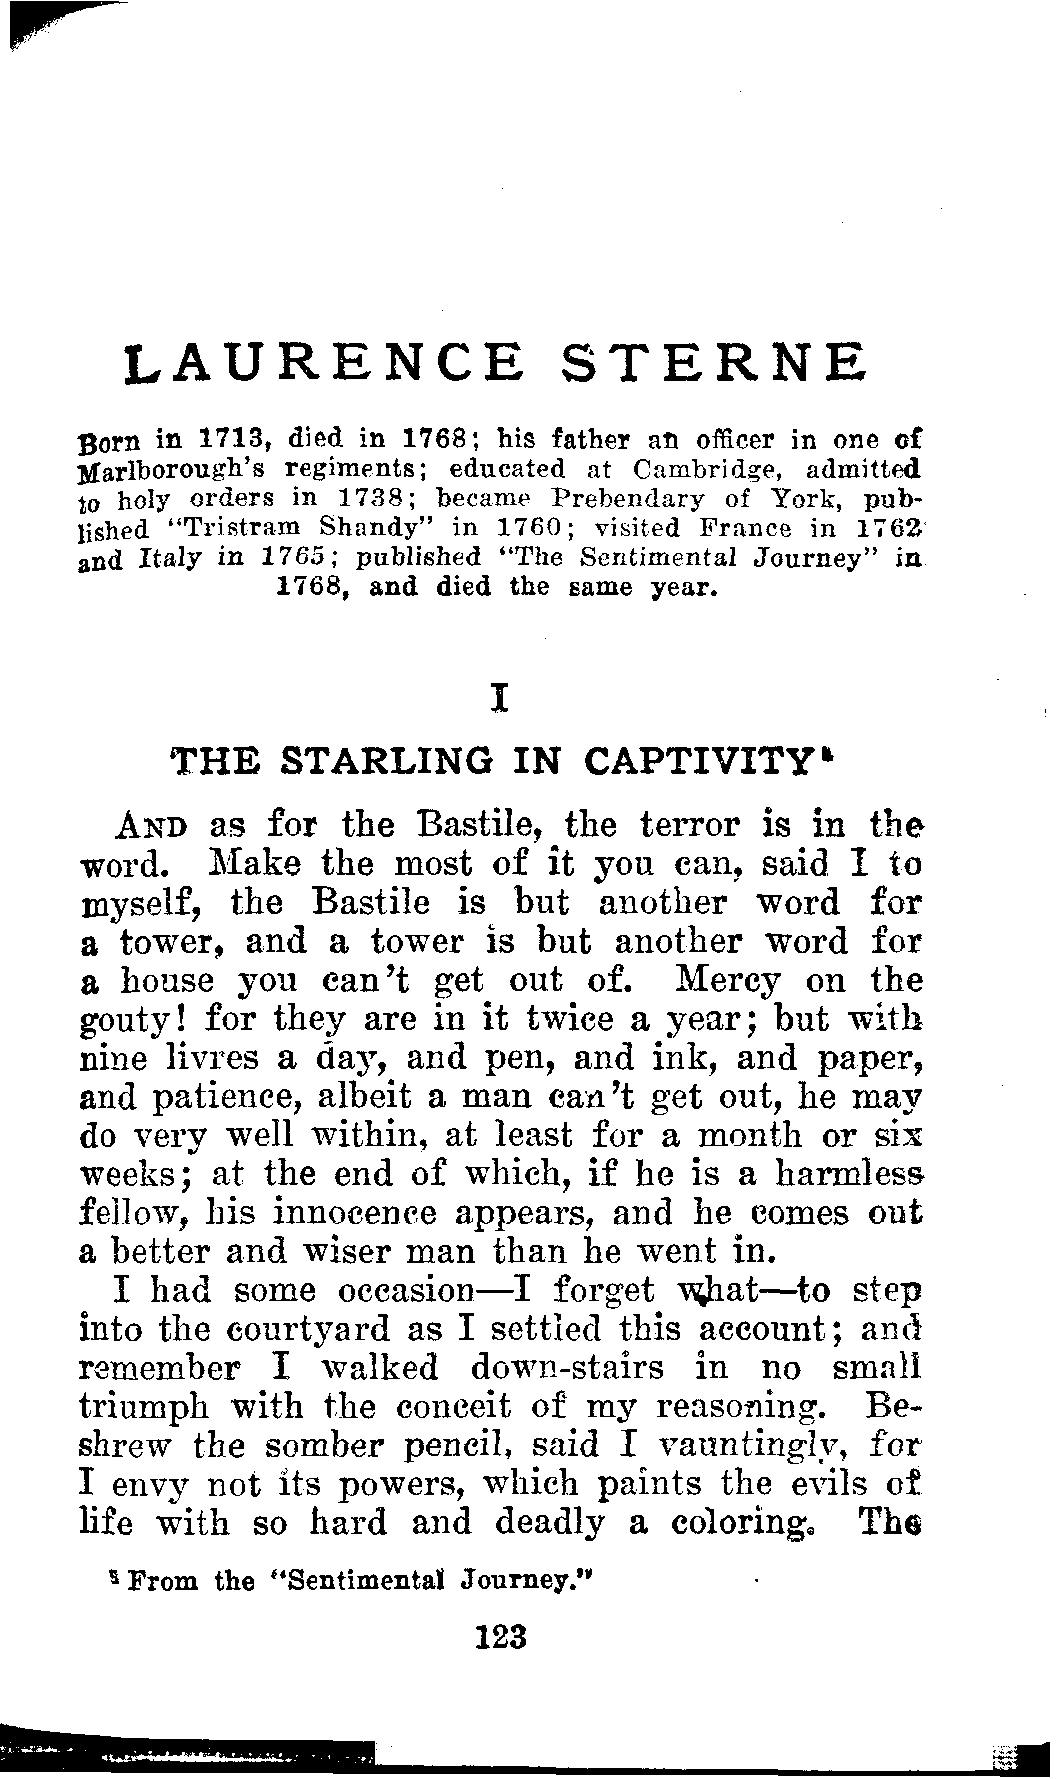 LAURENCE STERNE
Born in 1713, died in 1768; his father an officer in one of
Marlborough's regiments; educated at Cambridge, admitted
to holy orders in 1738; became Prebendary of York, pub-
lished "Tristram Shandy" in 1760; visited France in 1762
and Italy in 1765; published "The Sentimental Journey" in
1768, and died the same year.
I
THE STARLING IN CAPTIVITY
AND as for the Bastile, the terror is in the
word. Make the most of it you can, said I to
myself, the Bastile is but another word for
a tower, and a tower is but another word for
a house you can't get out of. Mercy on the
gouty! for they are in it twice a year; but with
nine livres a day, and pen, and ink, and paper,
and patience, albeit a man can't get out, he may
do very well within, at least for a month or six
weeks; at the end of which, if he is a harmless
fellow, his innocence appears, and he comes out
a better and wiser man than he went in.
I had some occasion—I forget what—to step
into the courtyard as I settled this account; and
remember I walked down-stairs in no small
triumph with the conceit of my reasoning. Be-
shrew the somber pencil, said I vauntingly, for
I envy not its powers, which paints the evils of
life with so hard and deadly a coloring. The
From the "Sentimental Journey."
123